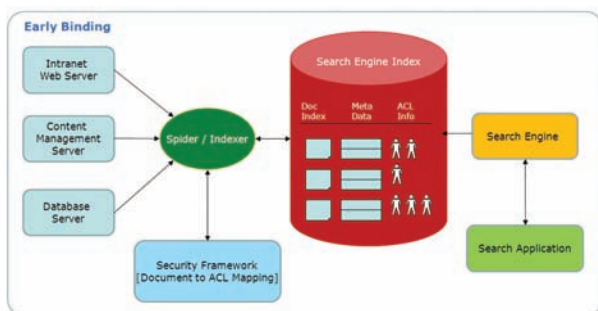 Early Binding
Intranet
Web Server
Content
Management
Server
Database
Server
Spider / Indexer
Security Framework
[Document to ACL Mapping]
Search Engine Index
Doc Meta ACL
Index Data Info
Search Engine
Search Application